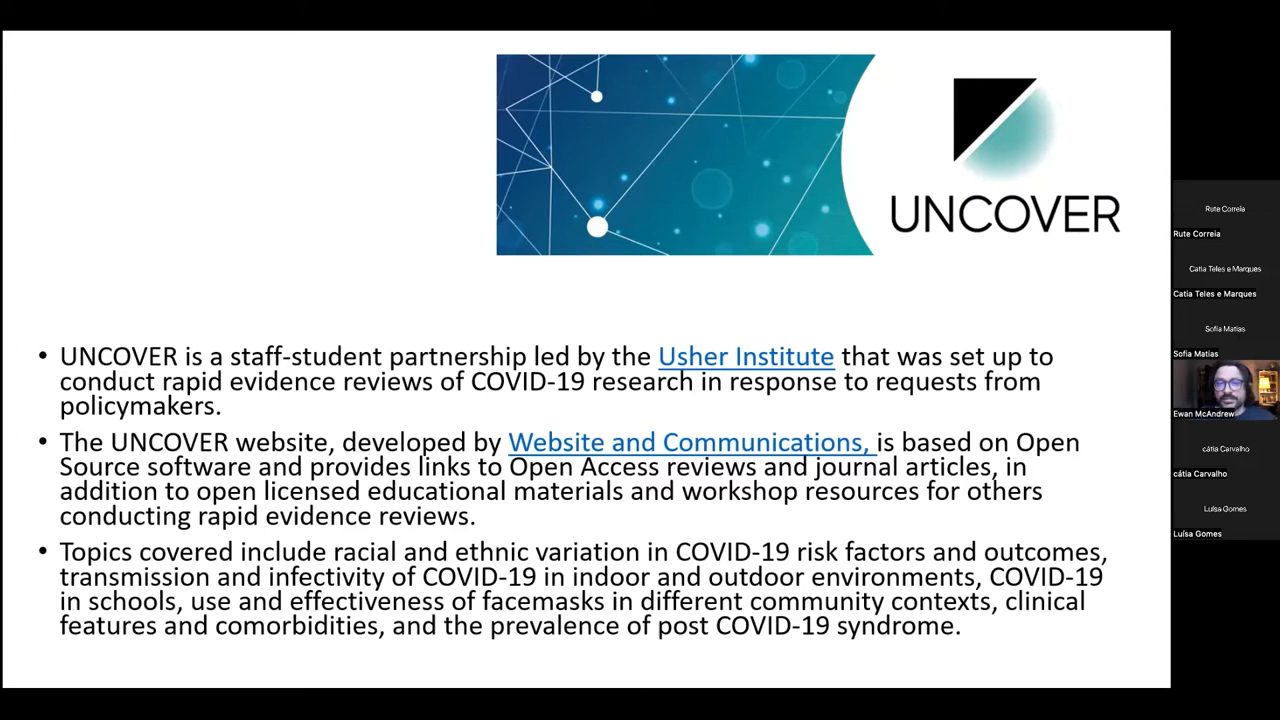 UNCOVER
• UNCOVER is a staff-student partnership led by the Usher Institute that was set up to
conduct rapid evidence reviews of COVID-19 research in response to requests from
policymakers.
• The UNCOVER website, developed by Website and Communications, is based on Open
Source software and provides links to Open Access reviews and journal articles, in
addition to open licensed educational materials and workshop resources for others
conducting rapid evidence reviews.
• Topics covered include racial and ethnic variation in COVID-19 risk factors and outcomes,
transmission and infectivity of COVID-19 in indoor and outdoor environments, COVID-19
in schools, use and effectiveness of facemasks in different community contexts, clinical
features and comorbidities, and the prevalence of post COVID-19 syndrome.
Rute Correia
Rute Correia
Catia Teles e Marques
Catia Teles e Marques
Sofia Matias
Sofia Matias
Ewan McAndrew
cátia Carvalho
cátia Carvalho
Luísa Gomes
Luísa Gomes